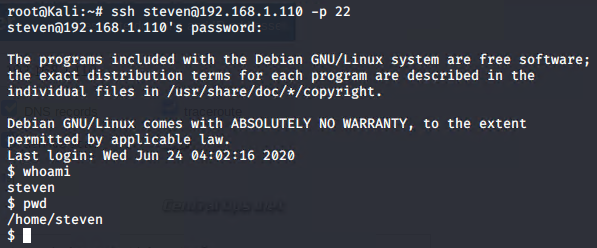 root@Kali:~# ssh steven@192.168.1.110 -p 22
steven@192.168.1.110's password:

The programs included with the Debian GNU/Linux system are free software;
the exact distribution terms for each program are described in the
individual files in /usr/share/doc/*/copyright.

Debian GNU/Linux comes with ABSOLUTELY NO WARRANTY, to the extent
permitted by applicable law.
Last login: Wed Jun 24 04:02:16 2020
$ whoami
steven
$ pwd
/home/steven
$